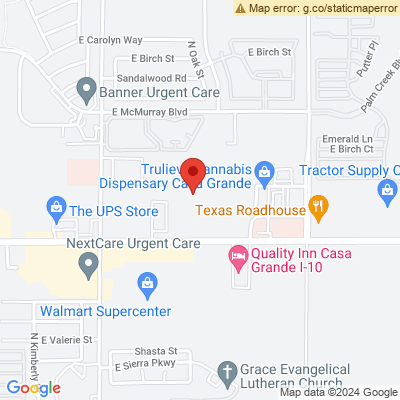 Map error: g.co/staticmaperror
E Carolyn Way
N Oak St
E Birch St
E Birch St
Putter Pl
Sandalwood Rd
Banner Urgent Care
Palm Creek Bl
E McMurray Blvd
Emerald Ln
E Birch Ct
Trulieve Cannabis
Dispensary Casa Grande
Tractor Supply C
The UPS Store
Texas Roadhouse
NextCare Urgent Care
Quality Inn Casa
Grande I-10
Walmart Supercenter
N Kimberly
E Valerie St
Shasta St
E Sierra Pkwy
Grace Evangelical
Lutheran Church
Google
Map data ©2024 Google